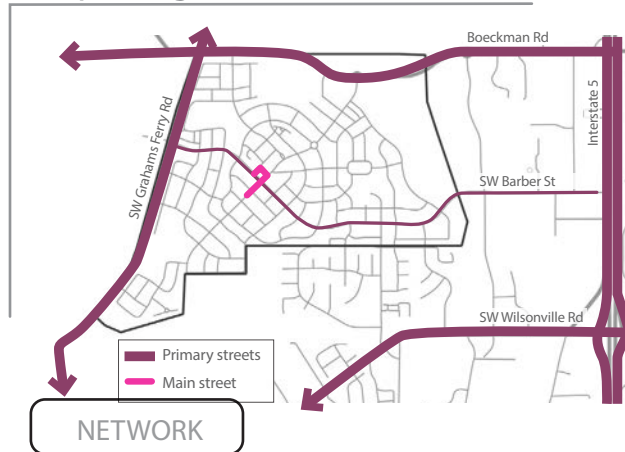 Boeckman Rd
SW Grahams Ferry Rd
Interstate 5
SW Barber St
SW Wilsonville Rd
Primary streets
Main street
NETWORK